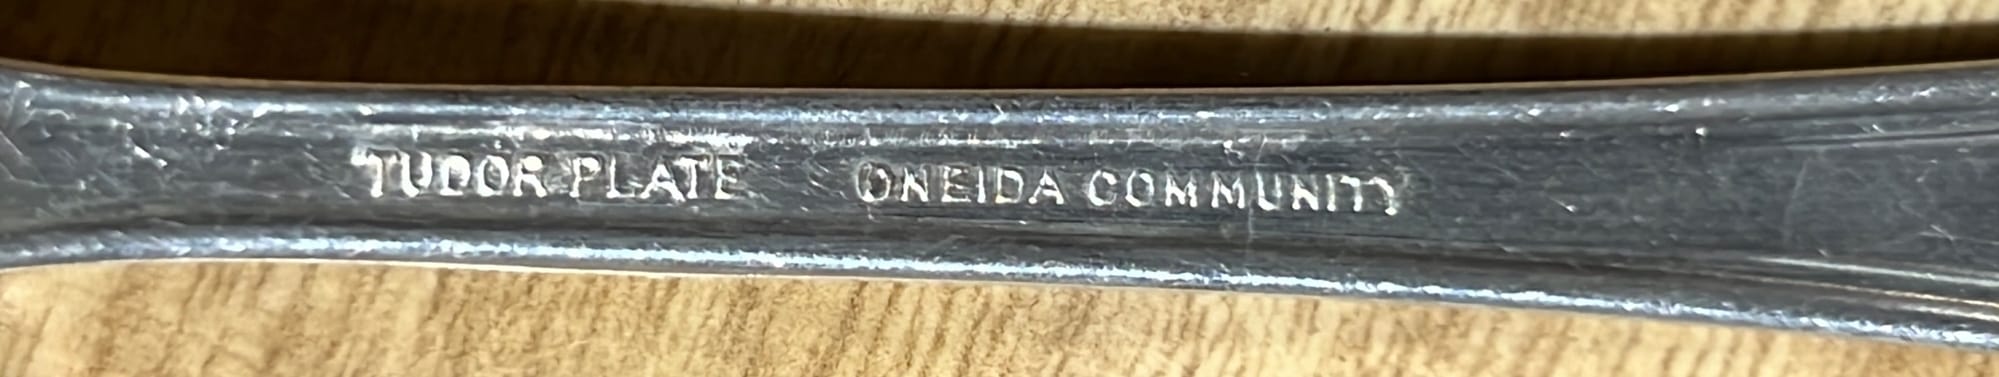 TUDOR PLATE ONEIDA COMMUNITY